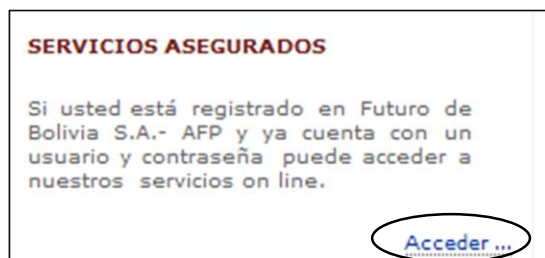 SERVICIOS ASEGURADOS
Si usted está registrado en Futuro de
Bolivia S.A.- AFP y ya cuenta con un
usuario y contraseña puede acceder a
nuestros servicios on line.
Acceder ...